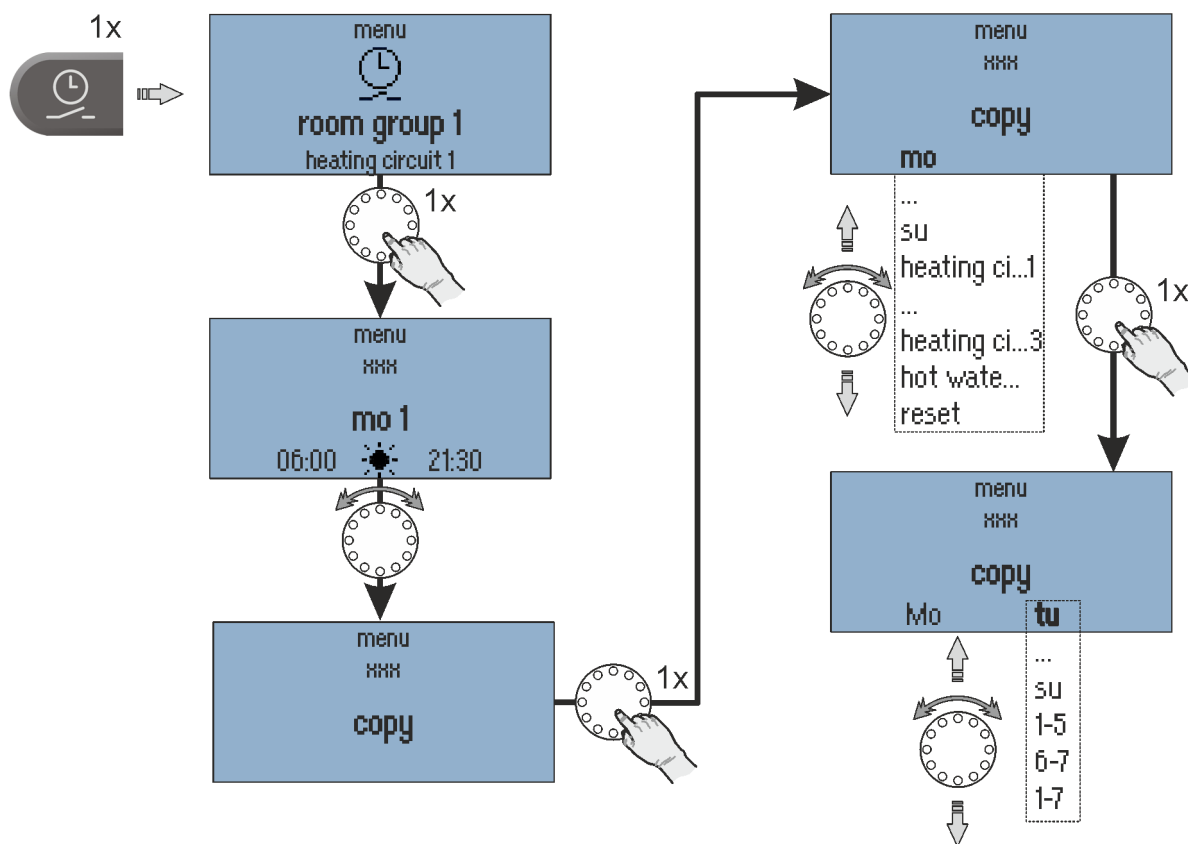 1x
menu
room group 1
heating circuit 1
1x
menu
xxx
mo 1
06:00 21:30
menu
xxx
copy
1x
menu
xxx
copy
mo
...
su
heating ci...1
...
heating ci...3
hot wate...
reset
1x
menu
xxx
copy
Mo tu
...
su
1-5
6-7
1-7